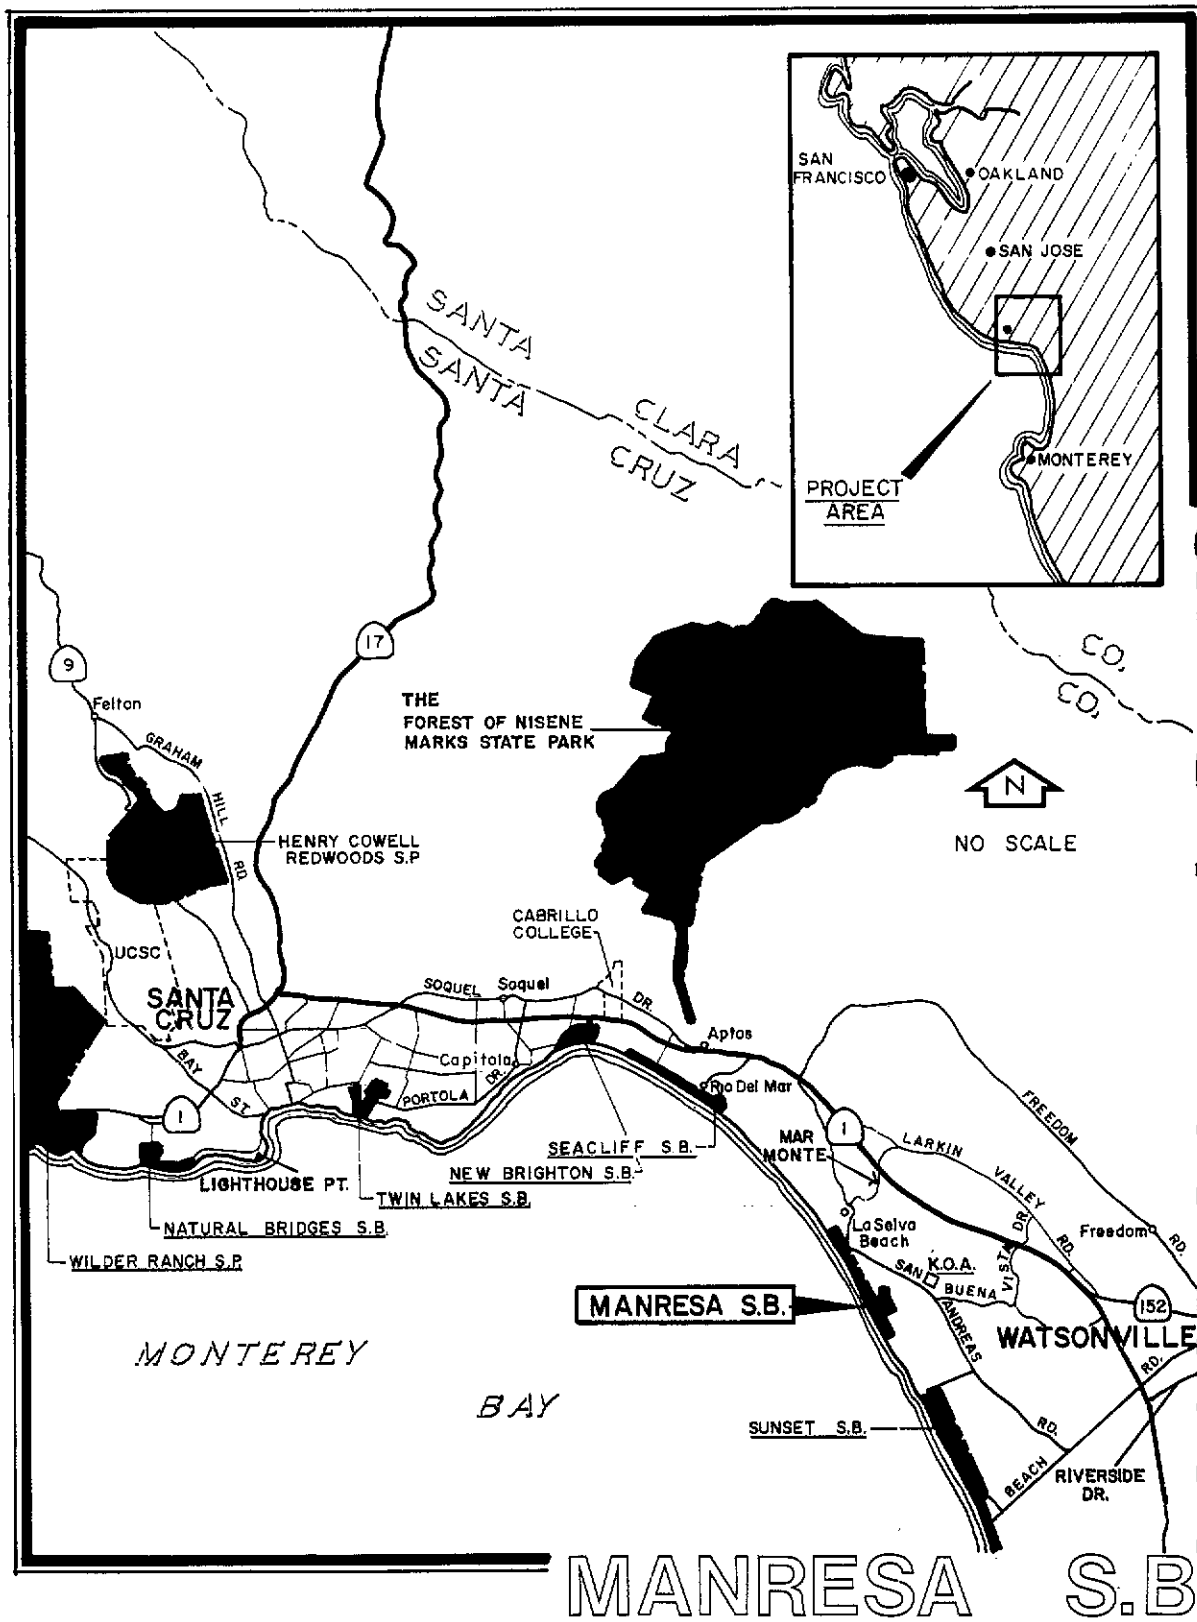 SAN
FRANCISCO
OAKLAND
SAN JOSE
MONTEREY
PROJECT
AREA
SANTA CLARA CO.
SANTA CRUZ CO.
17
9
Felton
GRAHAM HILL RD.
THE
FOREST OF NISENE
MARKS STATE PARK
N
NO SCALE
HENRY COWELL
REDWOODS S.P.
CABRILLO
COLLEGE
UCSC
SANTA
CRUZ
SOQUEL DR.
Soquel
Aptos
Capitola
BAY ST.
PORTOLA DR.
Rio Del Mar
1
1
FREEDOM RD.
MAR
MONTE
LARKIN VALLEY RD.
SEACLIFF S.B.
NEW BRIGHTON S.B.
LIGHTHOUSE PT.
TWIN LAKES S.B.
NATURAL BRIDGES S.B.
WILDER RANCH S.P.
La Selva
Beach
Freedom
K.O.A.
SAN ANDREAS RD.
BUENA VISTA DR.
152
MANRESA S.B.
WATSONVILLE
MONTEREY
BAY
SUNSET S.B.
BEACH RD.
RIVERSIDE
DR.
MANRESA S.B